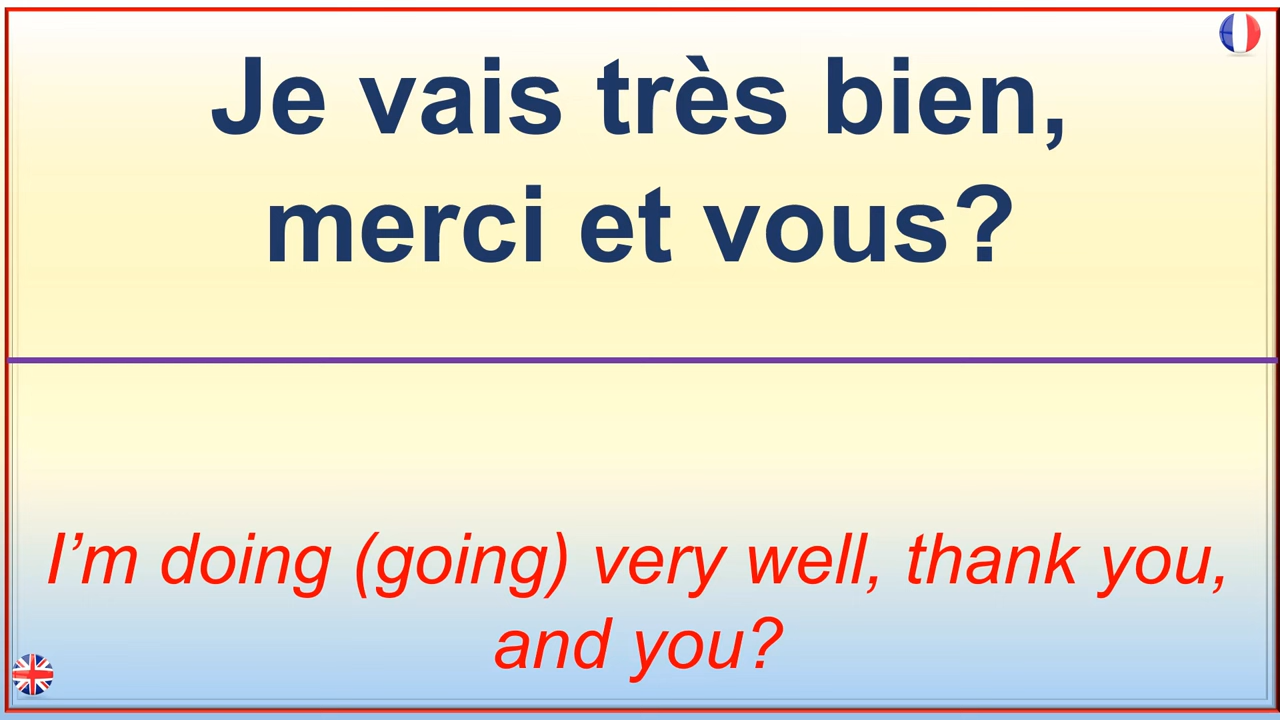 Je vais très bien,
merci et vous?
I’m doing (going) very well, thank you,
and you?